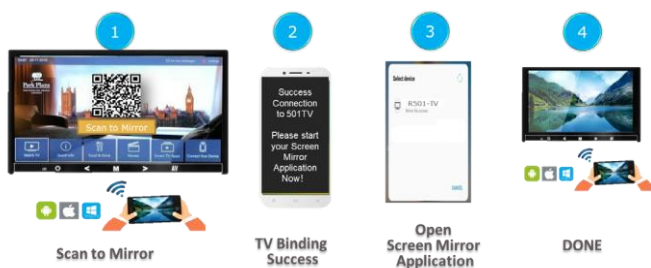 1
2
3
4
Park Plaza
Scan to Mirror
Success
Connection
to 501TV
Please start
your Screen
Mirror
Application
Now!
Select device
R501-TV
M
Scan to Mirror
TV Binding
Success
Open
Screen Mirror
Application
DONE